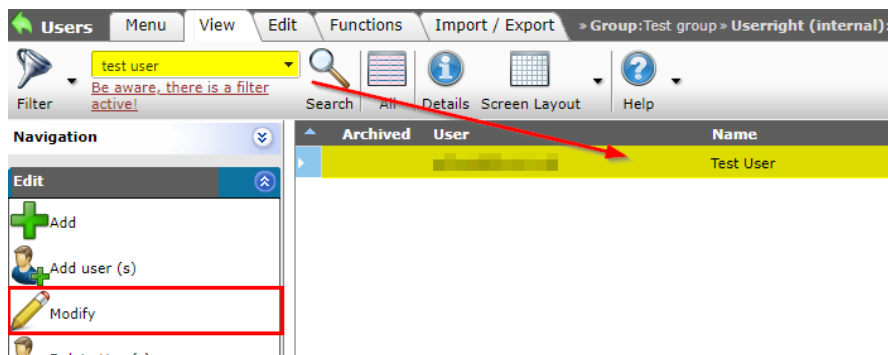 Users Menu View Edit Functions Import / Export » Group:Test group » Userright (internal):
test user
Be aware, there is a filter
active!
Filter Search All Details Screen Layout Help
Navigation
Archived User Name
Test User
Edit
Add
Add user (s)
Modify